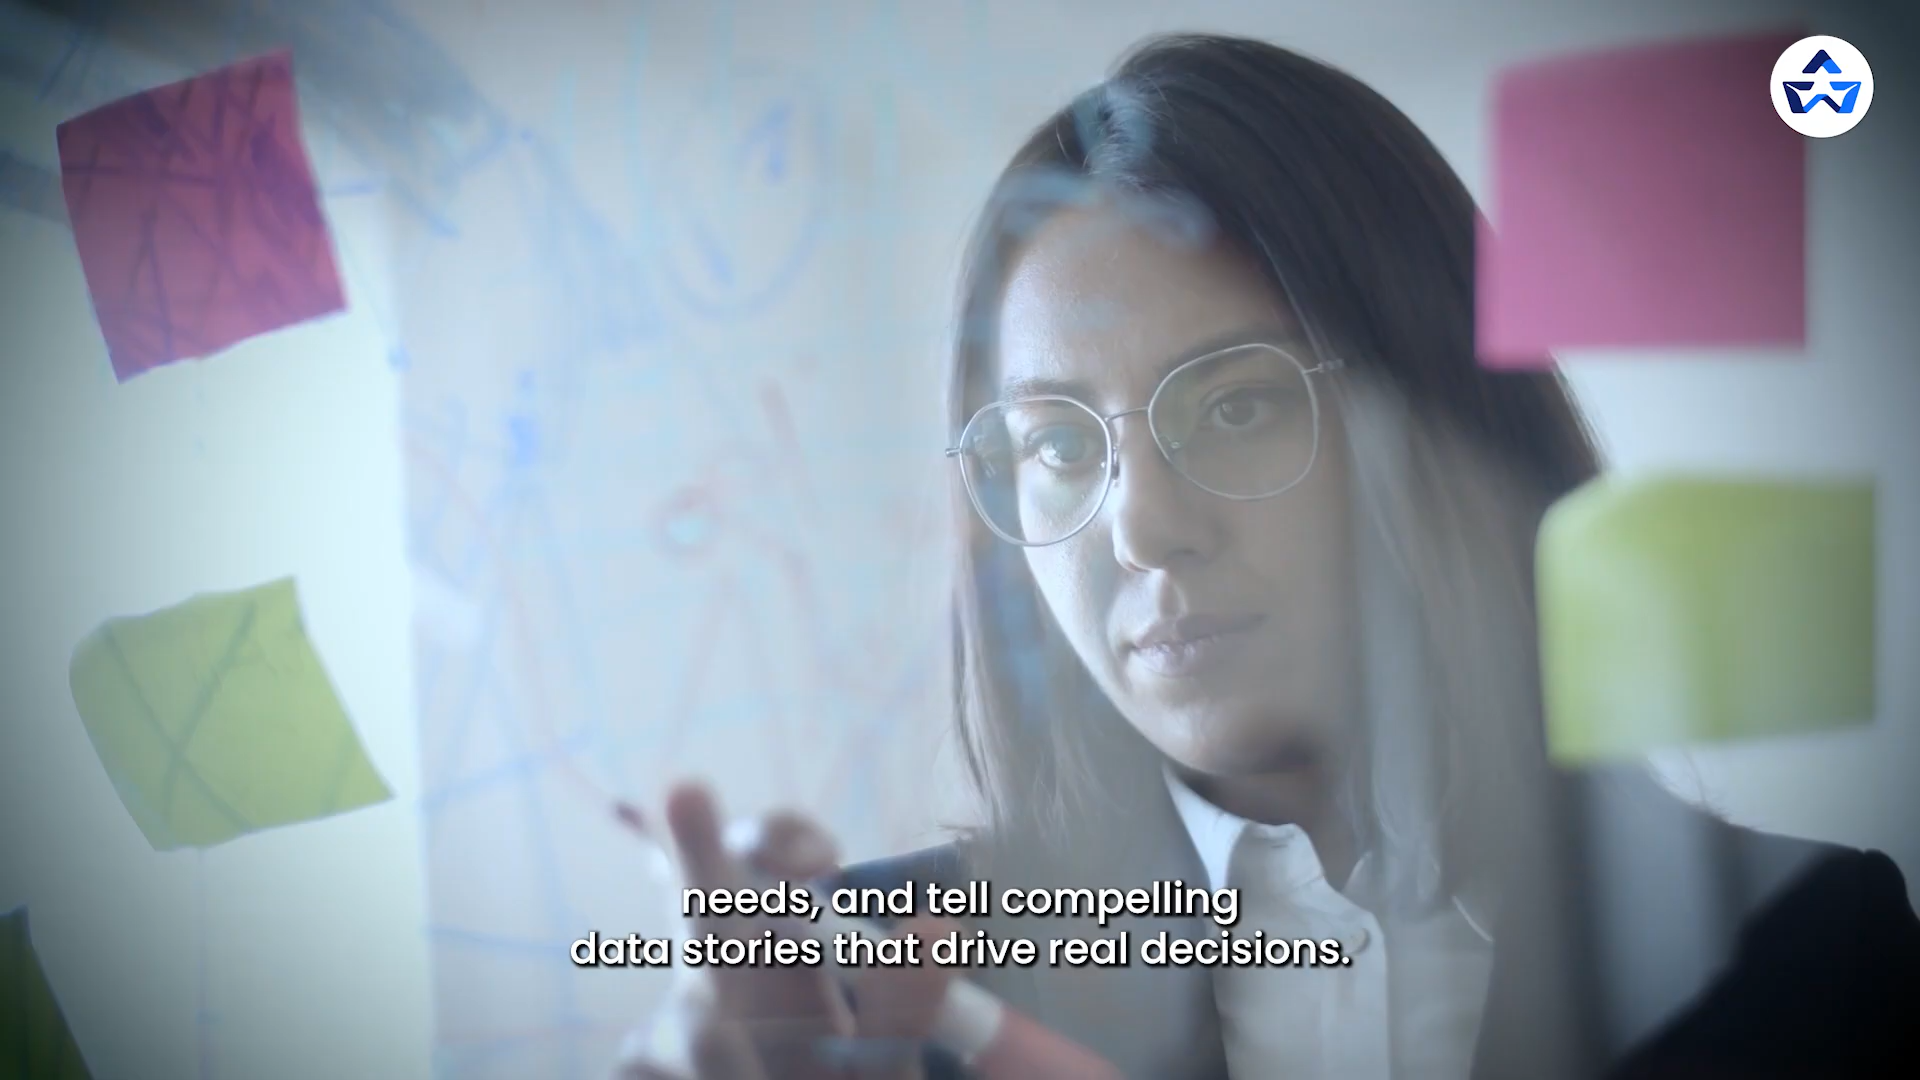 needs, and tell compelling
data stories that drive real decisions.